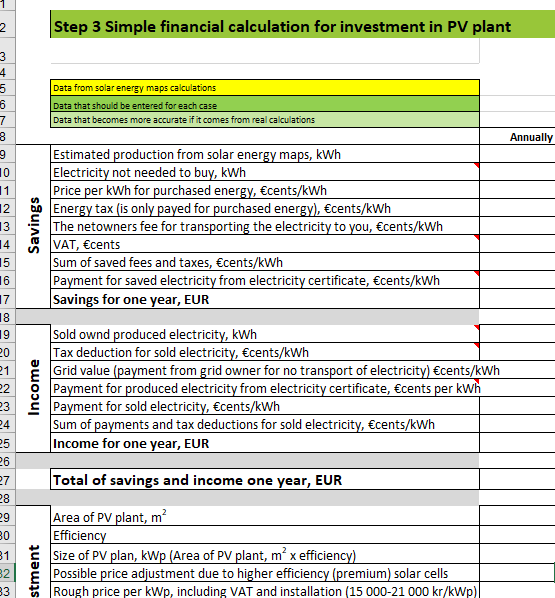 1
2 Step 3 Simple financial calculation for investment in PV plant
3
4
5 Data from solar energy maps calculations
6 Data that should be entered for each case
7 Data that becomes more accurate if it comes from real calculations
8 Annually
Savings
9 Estimated production from solar energy maps, kWh
10 Electricity not needed to buy, kWh
11 Price per kWh for purchased energy, €cents/kWh
12 Energy tax (is only payed for purchased energy), €cents/kWh
13 The netowners fee for transporting the electricity to you, €cents/kWh
14 VAT, €cents
15 Sum of saved fees and taxes, €cents/kWh
16 Payment for saved electricity from electricity certificate, €cents/kWh
17 Savings for one year, EUR
18
Income
19 Sold ownd produced electricity, kWh
20 Tax deduction for sold electricity, €cents/kWh
21 Grid value (payment from grid owner for no transport of electricity) €cents/kWh
22 Payment for produced electricity from electricity certificate, €cents per kWh
23 Payment for sold electricity, €cents/kWh
24 Sum of payments and tax deductions for sold electricity, €cents/kWh
25 Income for one year, EUR
26
27 Total of savings and income one year, EUR
28
stment
29 Area of PV plant, m²
30 Efficiency
31 Size of PV plan, kWp (Area of PV plant, m² x efficiency)
32 Possible price adjustment due to higher efficiency (premium) solar cells
33 Rough price per kWp, including VAT and installation (15 000-21 000 kr/kWp)